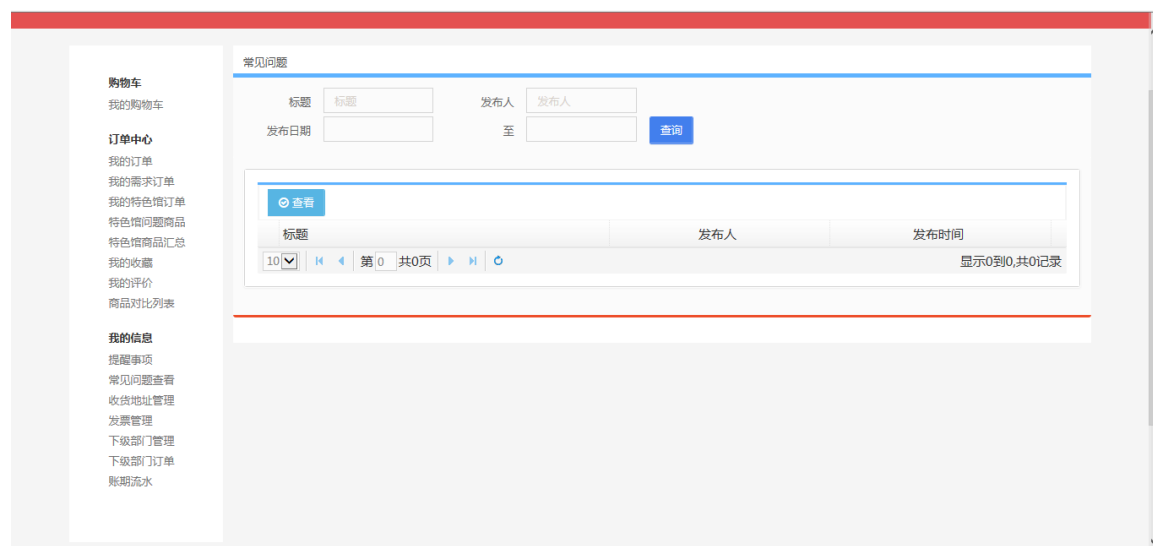 购物车
我的购物车
订单中心
我的订单
我的需求订单
我的特色馆订单
特色馆问题商品
特色馆商品汇总
我的收藏
我的评价
商品对比列表
我的信息
提醒事项
常见问题查看
收货地址管理
发票管理
下级部门管理
下级部门订单
账期流水
常见问题
标题 标题 发布人 发布人
发布日期 至 查询
查看
标题 发布人 发布时间
10 第 0 共0页 显示0到0,共0记录